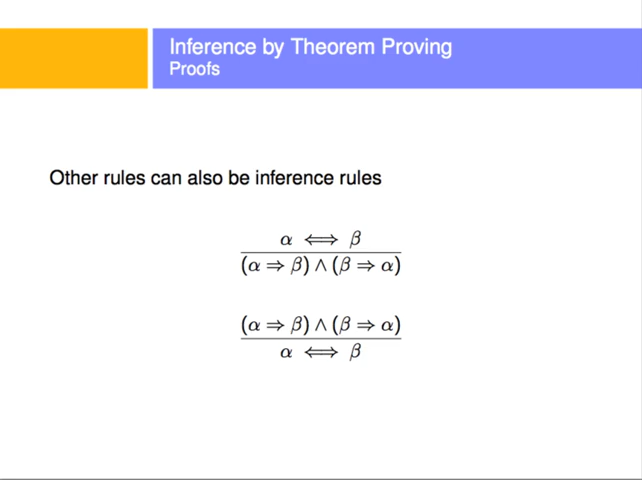 Inference by Theorem Proving
Proofs
Other rules can also be inference rules
α ⟺ β
(α ⇒ β) ∧ (β ⇒ α)
(α ⇒ β) ∧ (β ⇒ α)
α ⟺ β